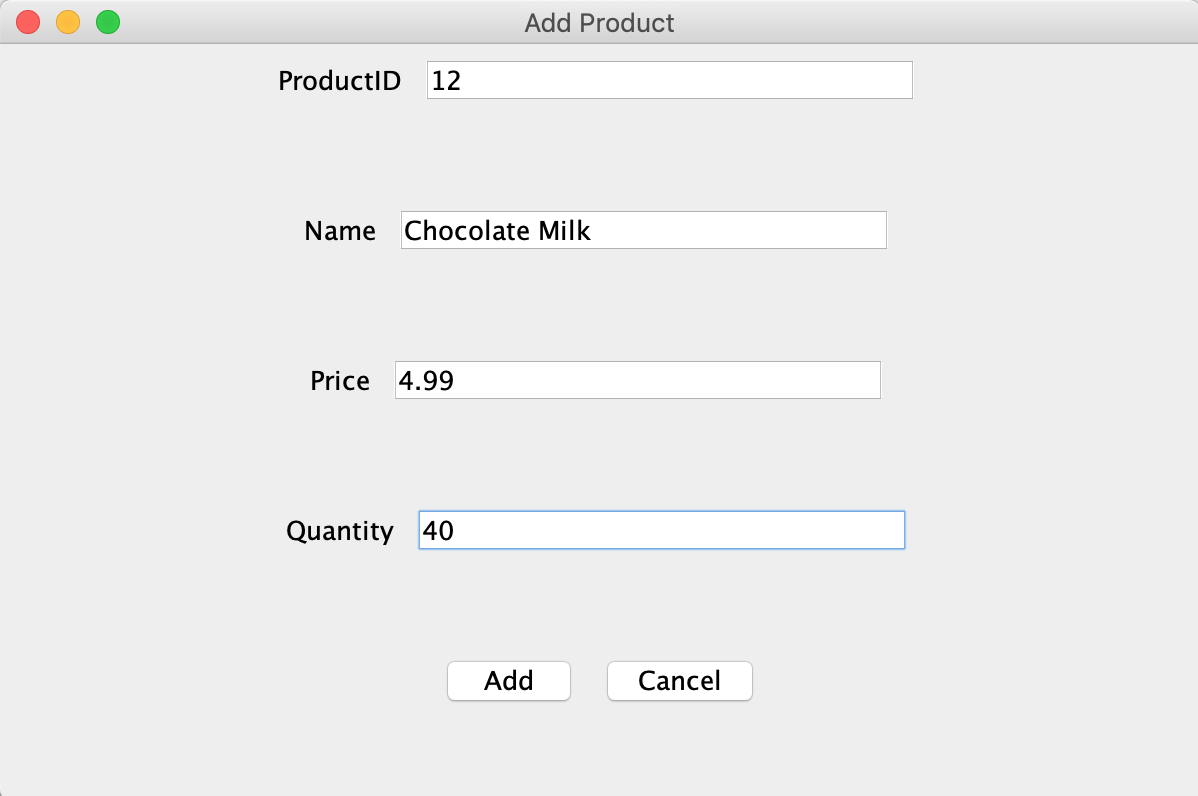 Add Product
ProductID 12
Name Chocolate Milk
Price 4.99
Quantity 40
Add Cancel